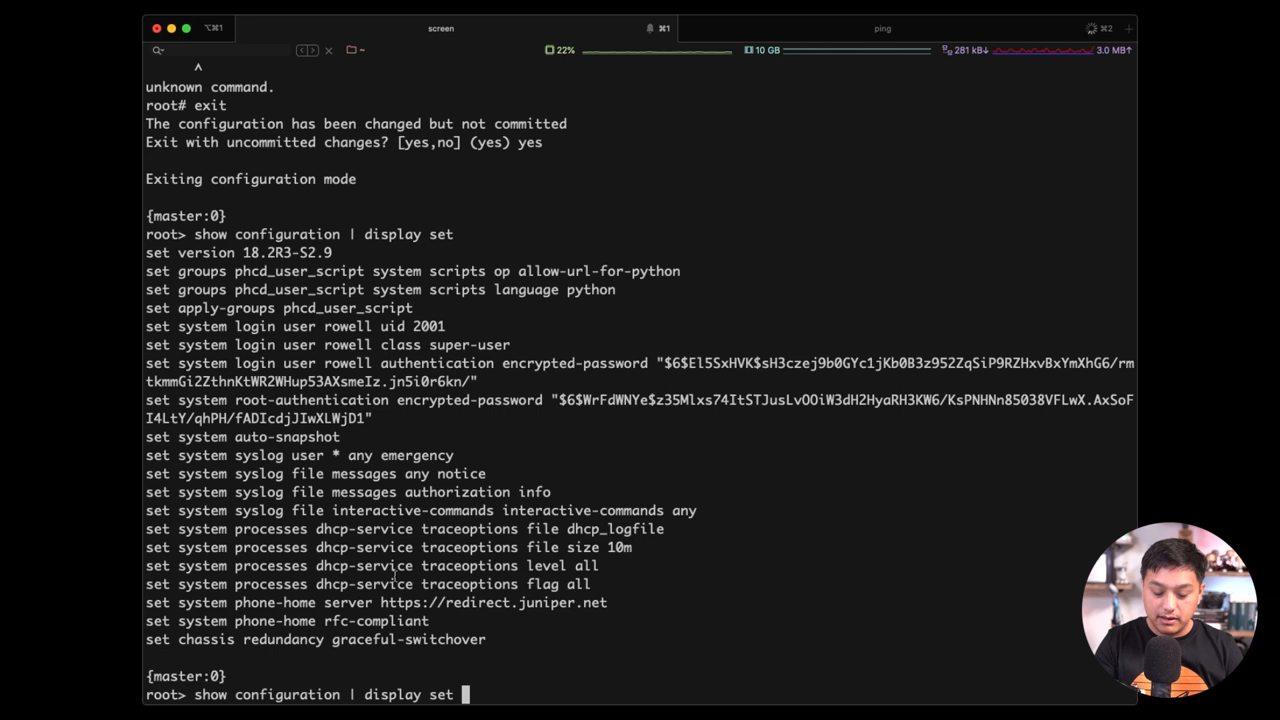 ⌥⌘1
screen
⌘1
ping
⌘2
22%
10 GB
281 kB↓
3.0 MB↑
^
unknown command.
root# exit
The configuration has been changed but not committed
Exit with uncommitted changes? [yes,no] (yes) yes
Exiting configuration mode
{master:0}
root> show configuration | display set
set version 18.2R3-S2.9
set groups phcd_user_script system scripts op allow-url-for-python
set groups phcd_user_script system scripts language python
set apply-groups phcd_user_script
set system login user rowell uid 2001
set system login user rowell class super-user
set system login user rowell authentication encrypted-password "$6$El5SxHVK$sH3czej9b0GYc1jKb0B3z952ZqSiP9RZHxvBxYmXhG6/rm
tkmmGi2ZthnKtWR2WHup53AXsmeIz.jn5i0r6kn/"
set system root-authentication encrypted-password "$6$WrFdWNYe$z35Mlxs74ItSTJusLvOOiW3dH2HyaRH3KW6/KsPNHNn85038VFLwX.AxSoF
I4LtY/qhPH/fADIcdjJIwXLWjD1"
set system auto-snapshot
set system syslog user * any emergency
set system syslog file messages any notice
set system syslog file messages authorization info
set system syslog file interactive-commands interactive-commands any
set system processes dhcp-service traceoptions file dhcp_logfile
set system processes dhcp-service traceoptions file size 10m
set system processes dhcp-service traceoptions level all
set system processes dhcp-service traceoptions flag all
set system phone-home server https://redirect.juniper.net
set system phone-home rfc-compliant
set chassis redundancy graceful-switchover
{master:0}
root> show configuration | display set